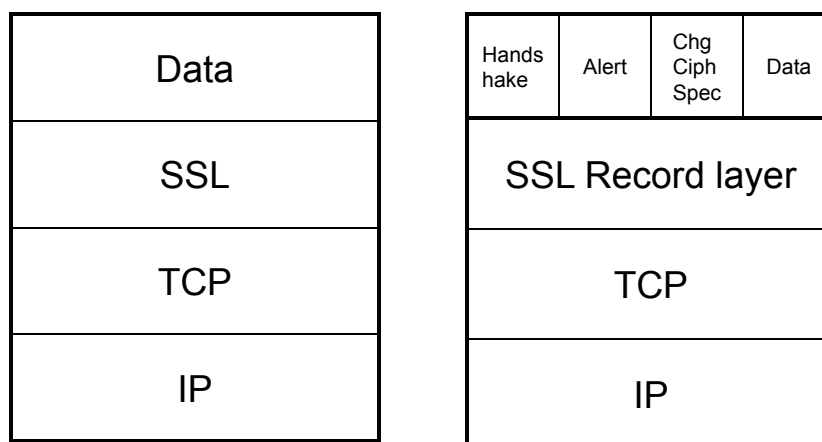 Data
SSL
TCP
IP
Hands
hake
Alert
Chg
Ciph
Spec
Data
SSL Record layer
TCP
IP